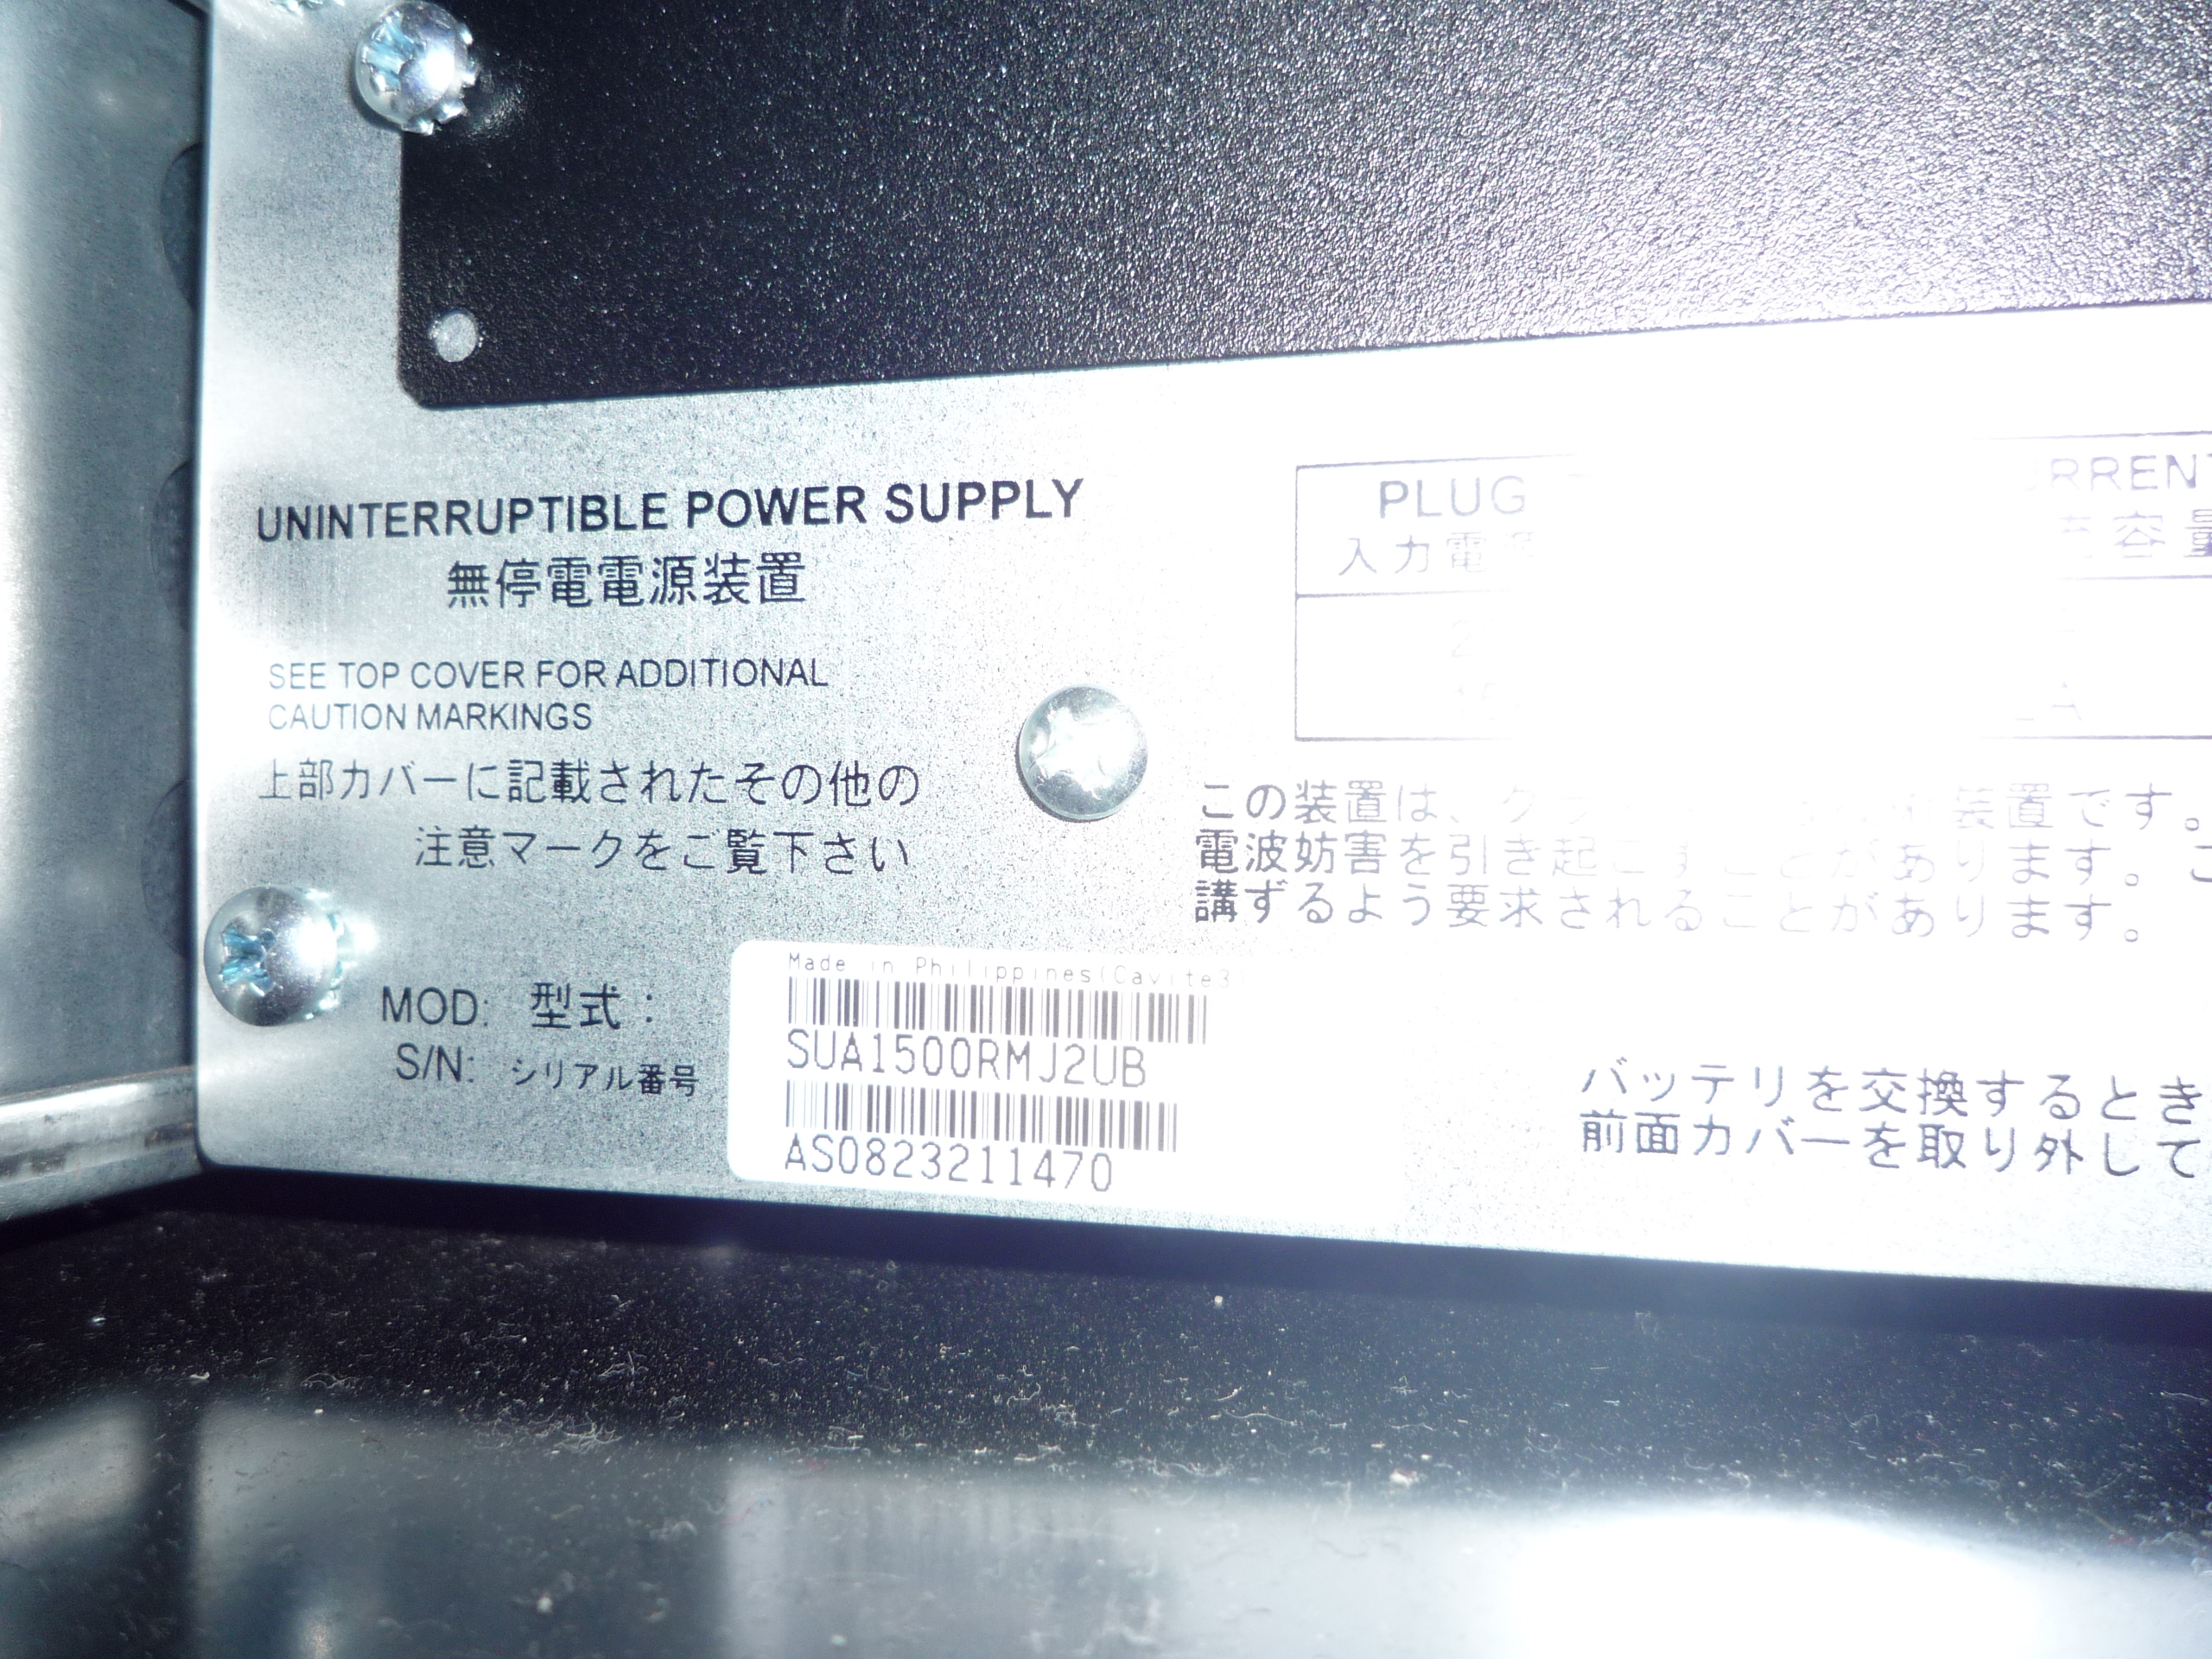 UNINTERRUPTIBLE POWER SUPPLY
無停電電源装置
SEE TOP COVER FOR ADDITIONAL
CAUTION MARKINGS
上部カバーに記載されたその他の
注意マークをご覧下さい
MOD: 型式：
S/N: シリアル番号
Made in Philippines(Cavite3)
SUA1500RMJ2UB
AS0823211470
PLUG
入力電
容量
この装置は、 装置です。
電波妨害を引き起こすことがあります。
講ずるよう要求されることがあります。
バッテリを交換するとき
前面カバーを取り外して